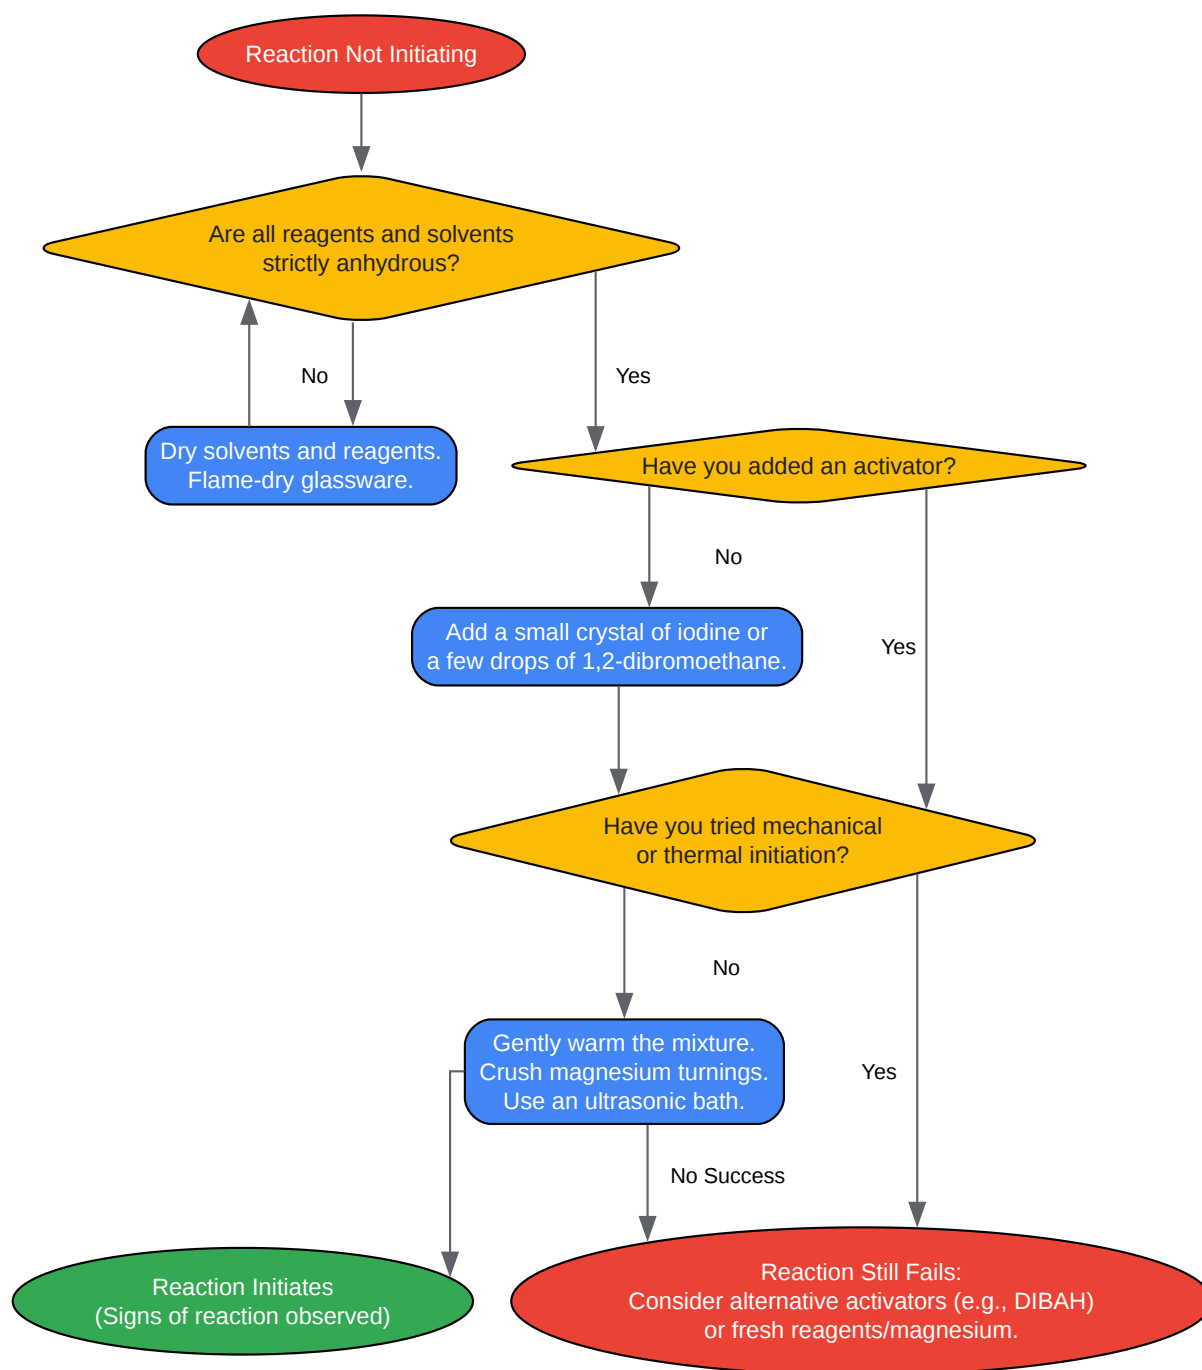 Reaction Not Initiating
Are all reagents and solvents
strictly anhydrous?
No
Yes
Dry solvents and reagents.
Flame-dry glassware.
Have you added an activator?
No
Add a small crystal of iodine or
a few drops of 1,2-dibromoethane.
Yes
Have you tried mechanical
or thermal initiation?
No
Gently warm the mixture.
Crush magnesium turnings.
Use an ultrasonic bath.
Yes
No Success
Reaction Initiates
(Signs of reaction observed)
Reaction Still Fails:
Consider alternative activators (e.g., DIBAH)
or fresh reagents/magnesium.